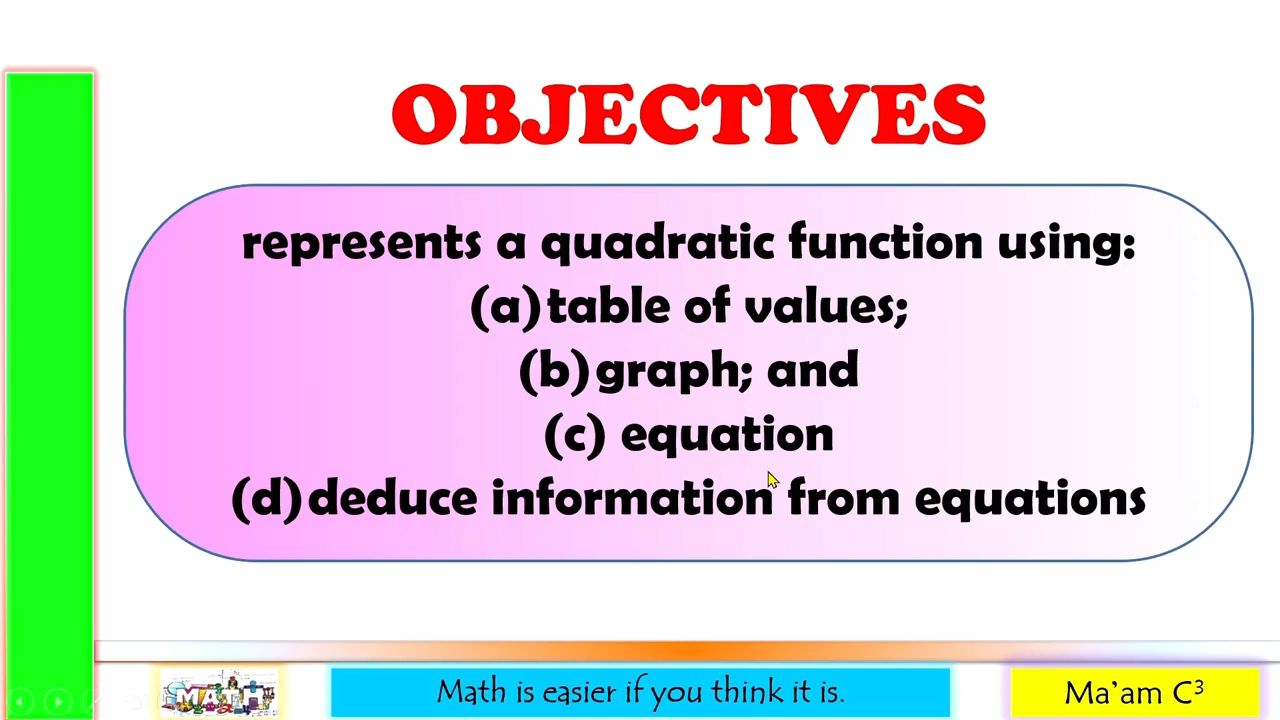 OBJECTIVES
represents a quadratic function using:
(a) table of values;
(b) graph; and
(c) equation
(d) deduce information from equations
MATH
Math is easier if you think it is.
Ma'am C³